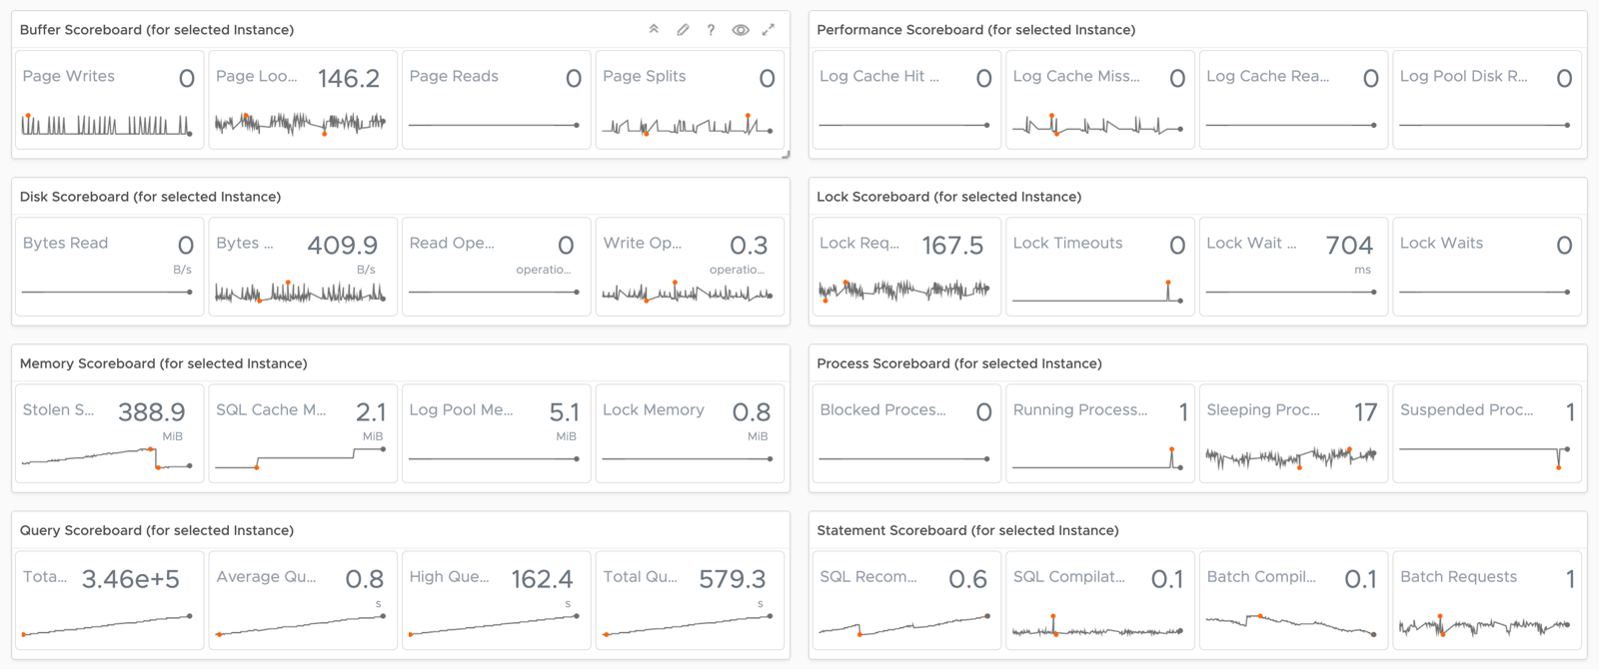 Buffer Scoreboard (for selected Instance)
?
Page Writes 0
Page Loo... 146.2
Page Reads 0
Page Splits 0
Performance Scoreboard (for selected Instance)
Log Cache Hit ... 0
Log Cache Miss... 0
Log Cache Rea... 0
Log Pool Disk R... 0
Disk Scoreboard (for selected Instance)
Bytes Read 0
B/s
Bytes ... 409.9
B/s
Read Ope... 0
operatio...
Write Op... 0.3
operatio...
Lock Scoreboard (for selected Instance)
Lock Req... 167.5
Lock Timeouts 0
Lock Wait ... 704
ms
Lock Waits 0
Memory Scoreboard (for selected Instance)
Stolen S... 388.9
MiB
SQL Cache M... 2.1
MiB
Log Pool Me... 5.1
MiB
Lock Memory 0.8
MiB
Process Scoreboard (for selected Instance)
Blocked Proces... 0
Running Process... 1
Sleeping Proc... 17
Suspended Proc... 1
Query Scoreboard (for selected Instance)
Tota... 3.46e+5
Average Qu... 0.8
s
High Que... 162.4
s
Total Qu... 579.3
s
Statement Scoreboard (for selected Instance)
SQL Recom... 0.6
SQL Compilat... 0.1
Batch Compil... 0.1
Batch Requests 1